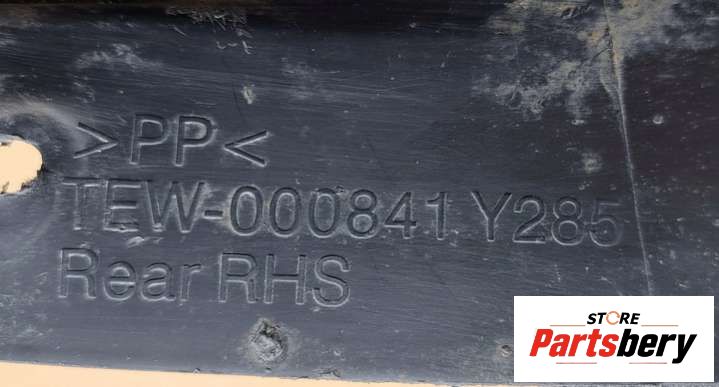 >PP<
TEW-000841 Y285
Rear RHS
STORE
Partsbery